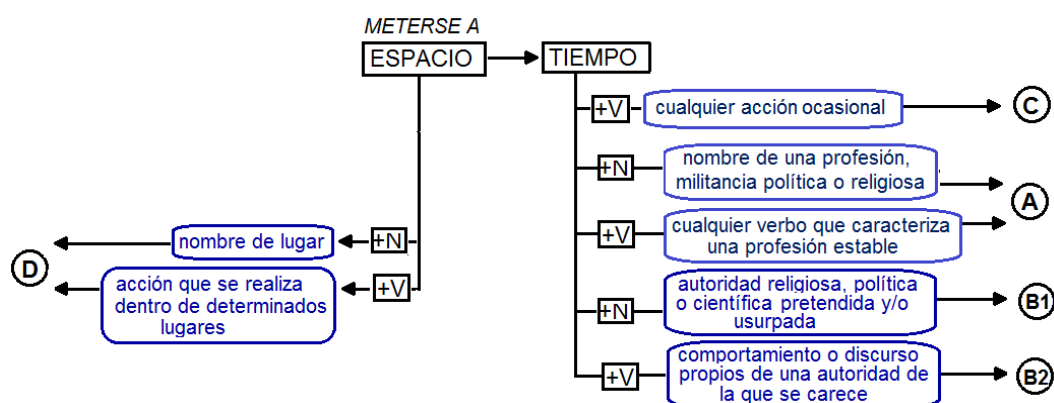 METERSE A
ESPACIO
TIEMPO
+V
cualquier acción ocasional
C
+N
nombre de una profesión,
militancia política o religiosa
A
+V
cualquier verbo que caracteriza
una profesión estable
nombre de lugar
+N
D
acción que se realiza
dentro de determinados
lugares
+V
+N
autoridad religiosa, política
o científica pretendida y/o
usurpada
B1
+V
comportamiento o discurso
propios de una autoridad de
la que se carece
B2